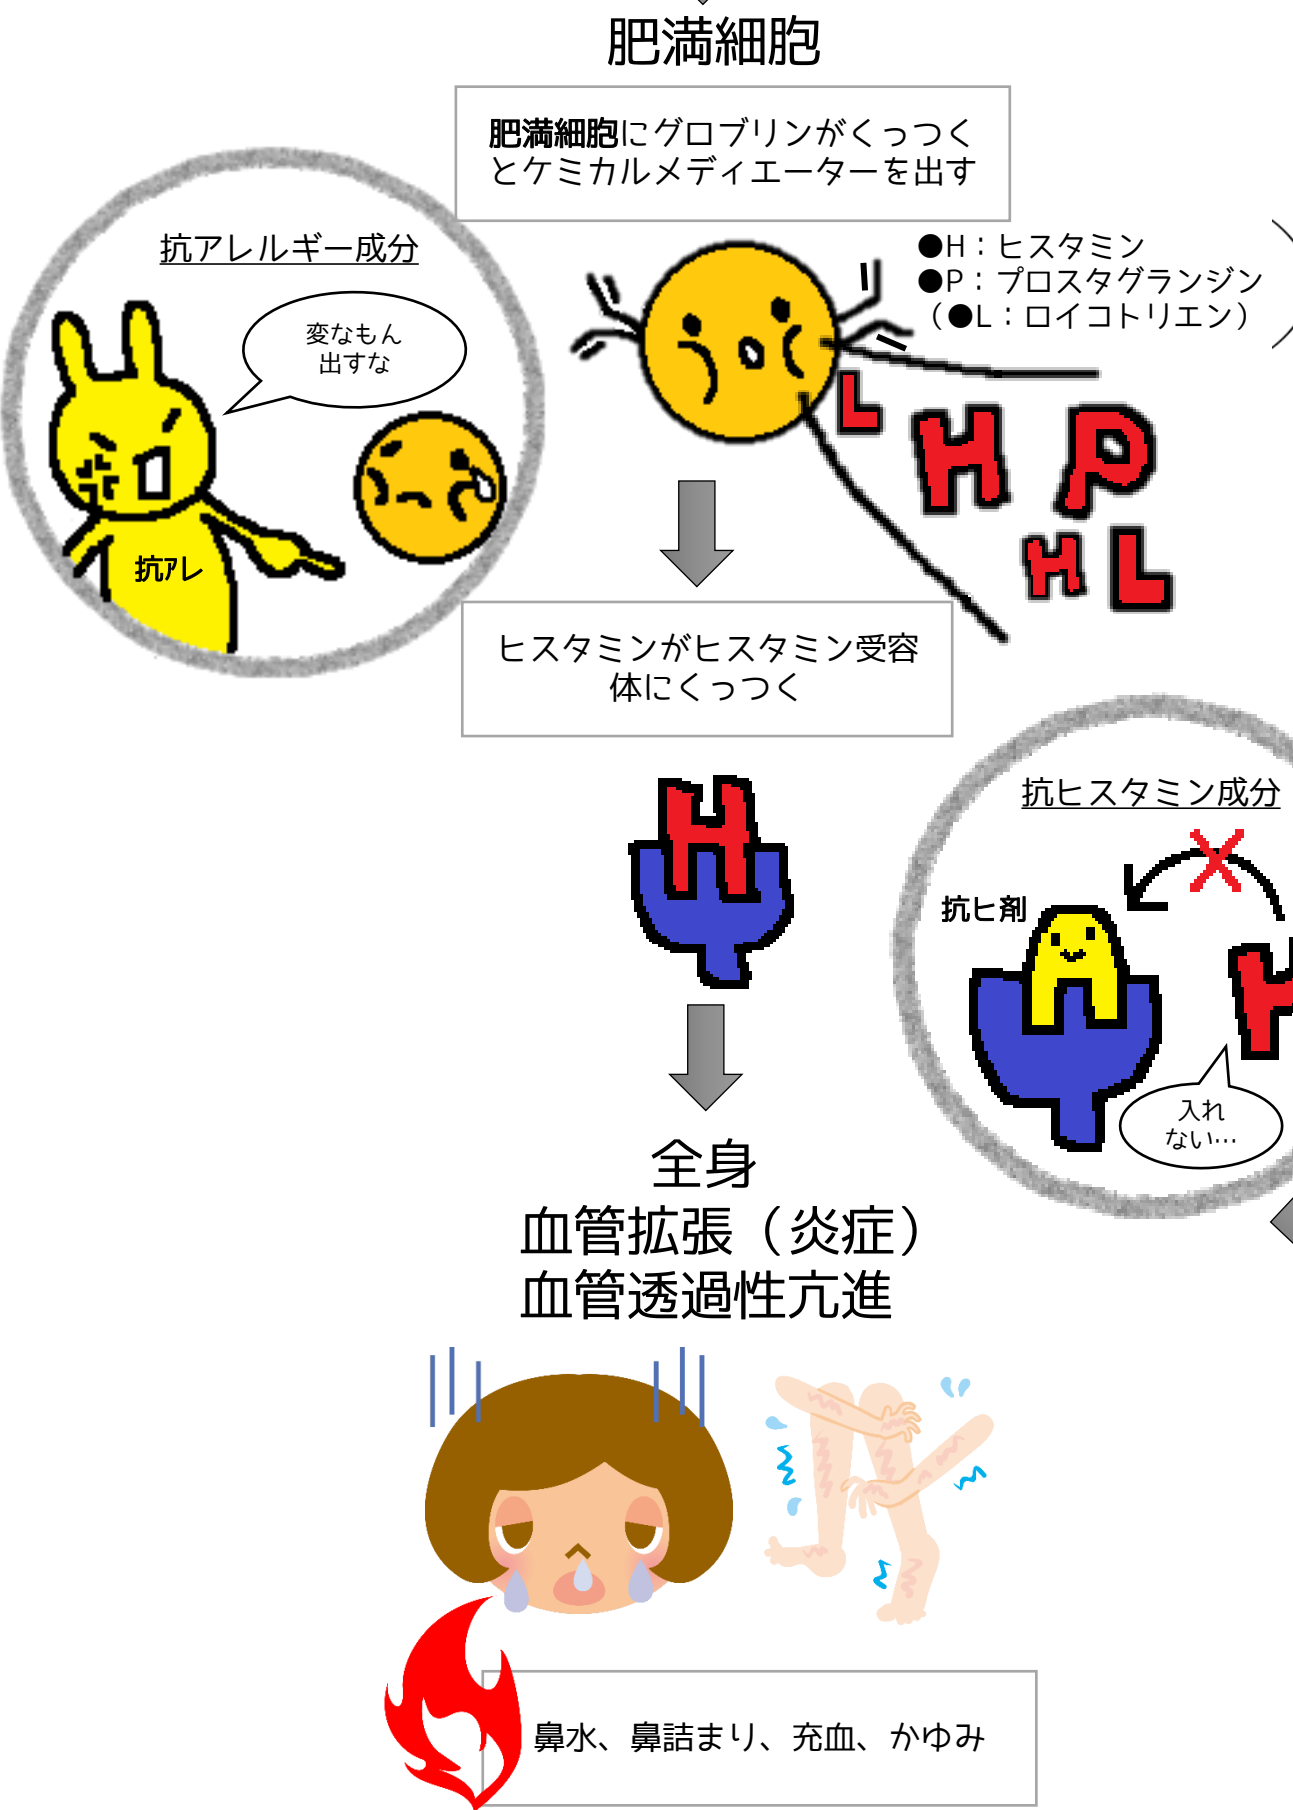 肥満細胞
肥満細胞にグロブリンがくっつく
とケミカルメディエーターを出す
抗アレルギー成分
変なもん
出すな
抗アレ
●H：ヒスタミン
●P：プロスタグランジン
（●L：ロイコトリエン）
L H P
H L
ヒスタミンがヒスタミン受容
体にくっつく
H
抗ヒスタミン成分
抗ヒ剤
H
入れ
ない…
全身
血管拡張（炎症）
血管透過性亢進
鼻水、鼻詰まり、充血、かゆみ